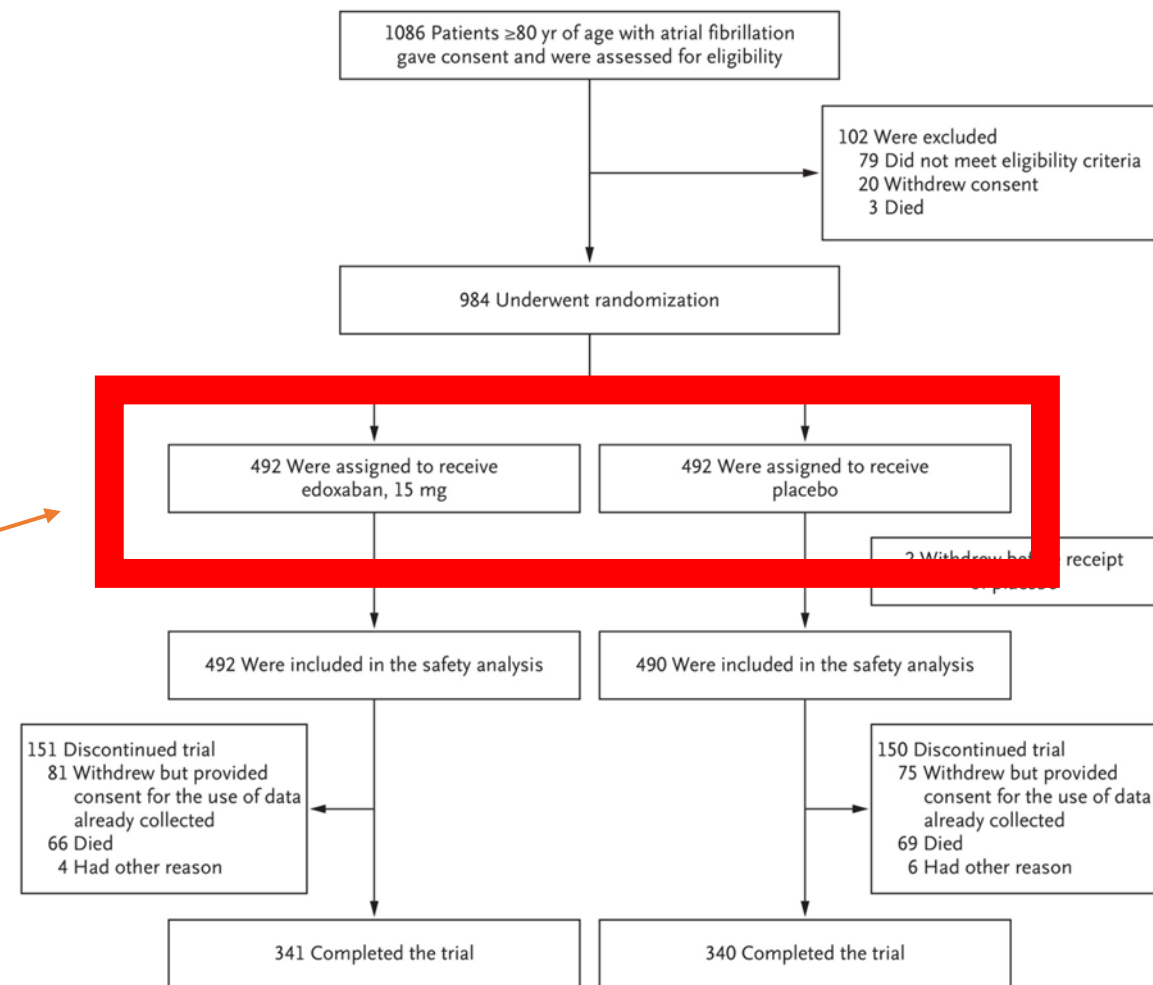 1086 Patients ≥80 yr of age with atrial fibrillation
gave consent and were assessed for eligibility
102 Were excluded
79 Did not meet eligibility criteria
20 Withdrew consent
3 Died
984 Underwent randomization
492 Were assigned to receive
edoxaban, 15 mg
492 Were assigned to receive
placebo
2 Withdrew before receipt
placebo
492 Were included in the safety analysis
490 Were included in the safety analysis
151 Discontinued trial
81 Withdrew but provided
consent for the use of data
already collected
66 Died
4 Had other reason
150 Discontinued trial
75 Withdrew but provided
consent for the use of data
already collected
69 Died
6 Had other reason
341 Completed the trial
340 Completed the trial